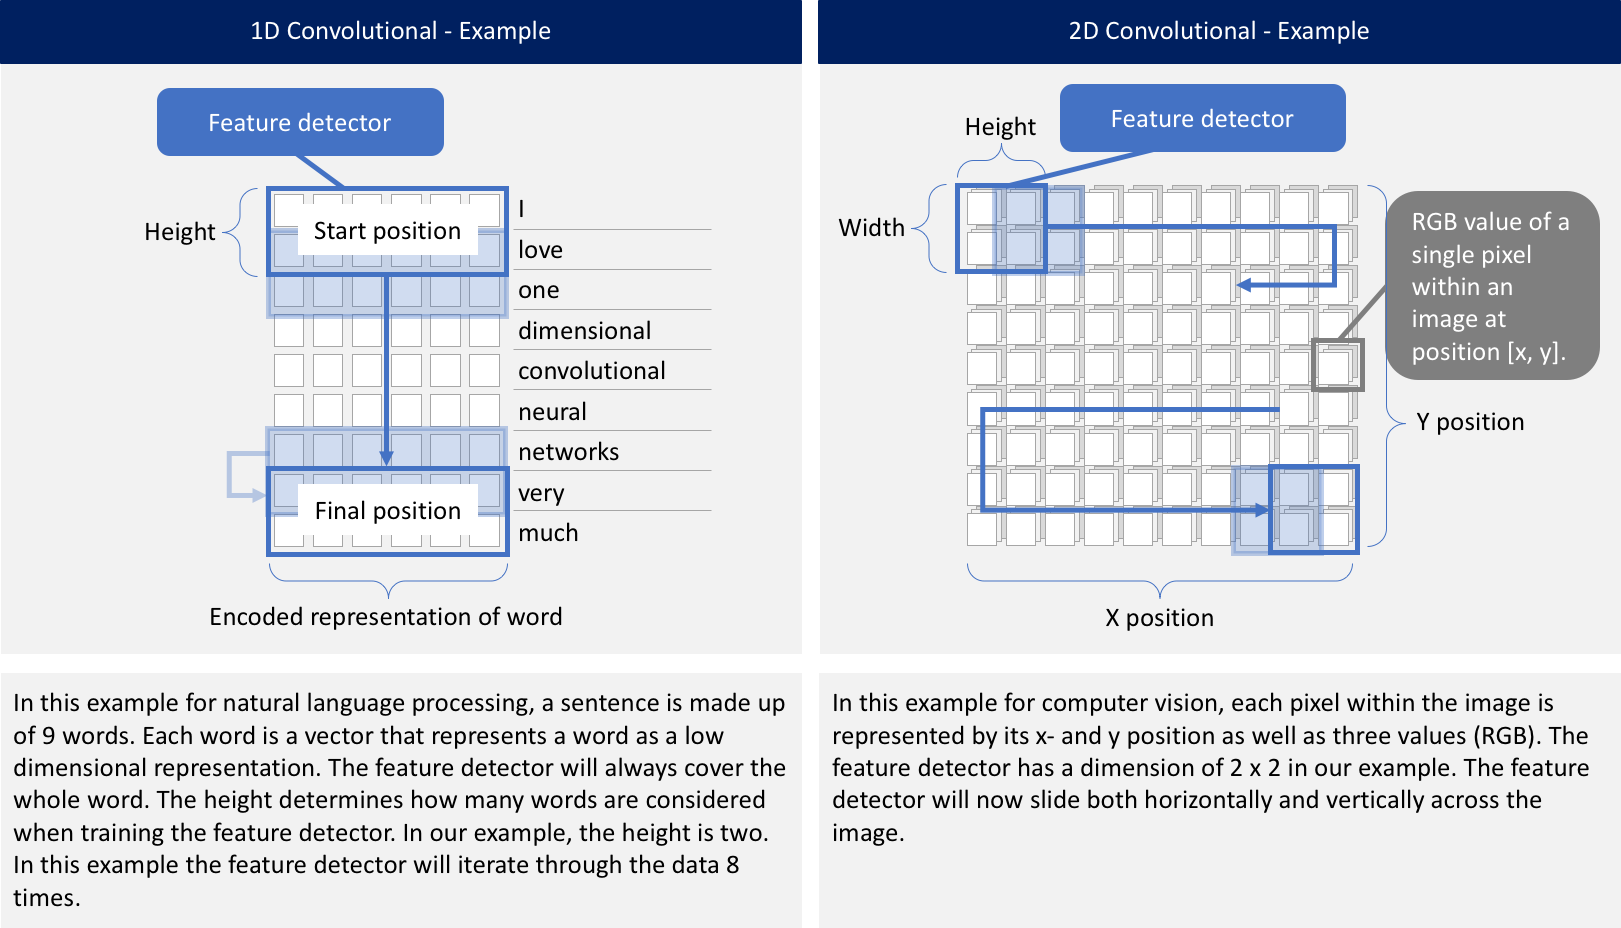 1D Convolutional - Example
Feature detector
Height
Start position
I
love
one
dimensional
convolutional
neural
networks
very
much
Final position
Encoded representation of word
In this example for natural language processing, a sentence is made up
of 9 words. Each word is a vector that represents a word as a low
dimensional representation. The feature detector will always cover the
whole word. The height determines how many words are considered
when training the feature detector. In our example, the height is two.
In this example the feature detector will iterate through the data 8
times.
2D Convolutional - Example
Feature detector
Height
Width
RGB value of a
single pixel
within an
image at
position [x, y].
Y position
X position
In this example for computer vision, each pixel within the image is
represented by its x- and y position as well as three values (RGB). The
feature detector has a dimension of 2 x 2 in our example. The feature
detector will now slide both horizontally and vertically across the
image.